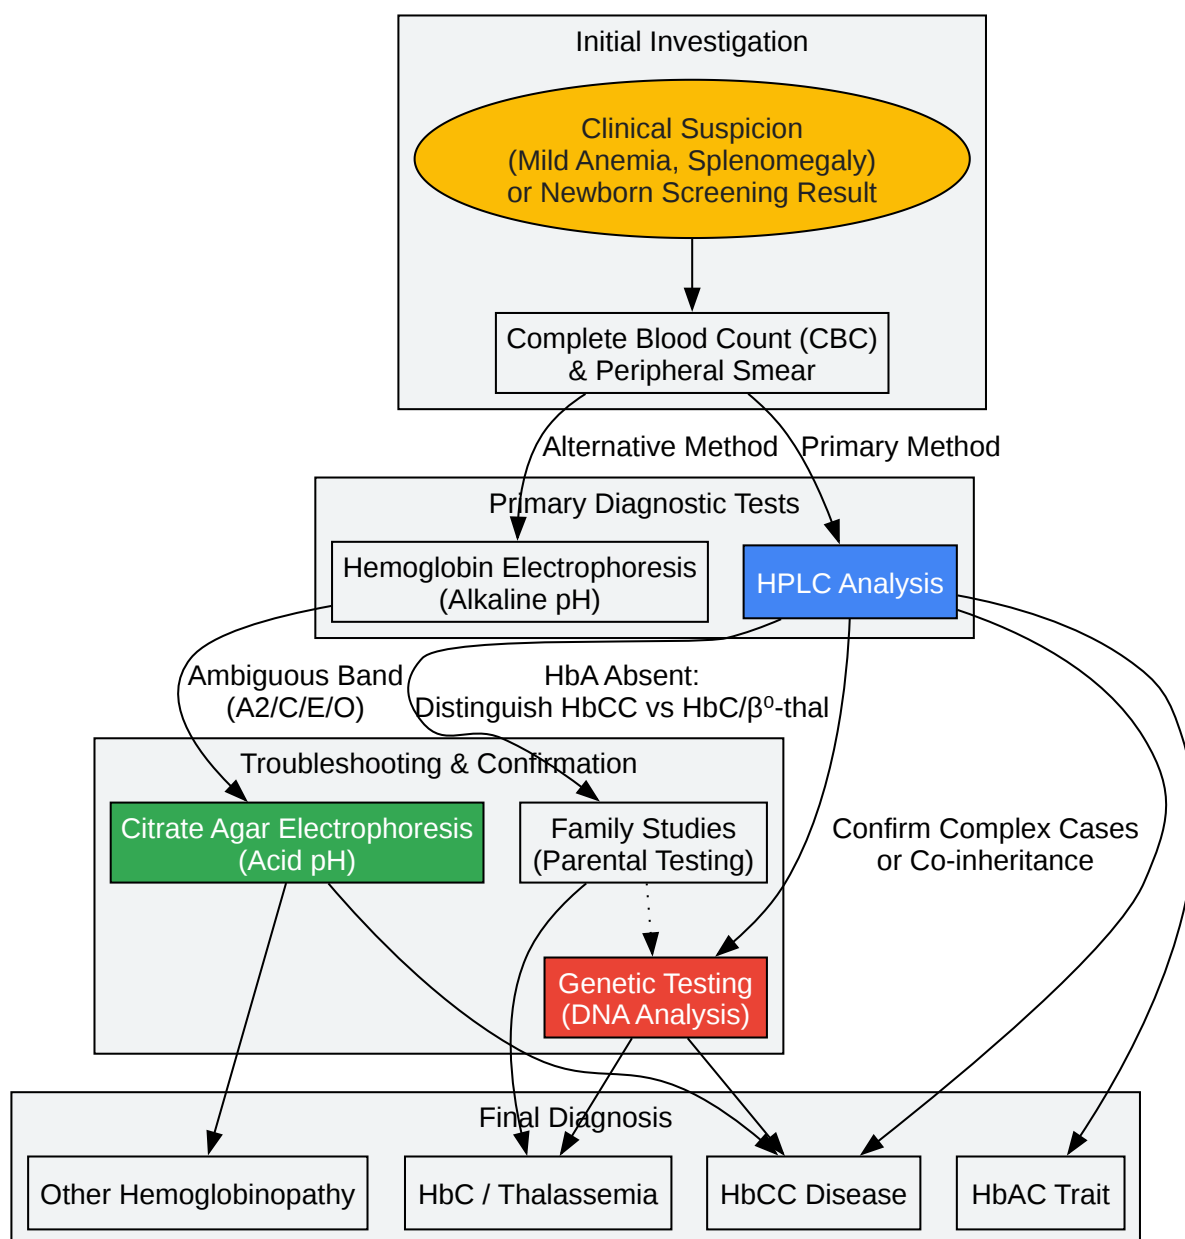 Initial Investigation
Clinical Suspicion
(Mild Anemia, Splenomegaly)
or Newborn Screening Result
Complete Blood Count (CBC)
& Peripheral Smear
Alternative Method
Primary Method
Primary Diagnostic Tests
Hemoglobin Electrophoresis
(Alkaline pH)
HPLC Analysis
Ambiguous Band
(A2/C/E/O)
HbA Absent:
Distinguish HbCC vs HbC/β⁰-thal
Troubleshooting & Confirmation
Citrate Agar Electrophoresis
(Acid pH)
Family Studies
(Parental Testing)
Confirm Complex Cases
or Co-inheritance
Genetic Testing
(DNA Analysis)
Final Diagnosis
Other Hemoglobinopathy
HbC / Thalassemia
HbCC Disease
HbAC Trait